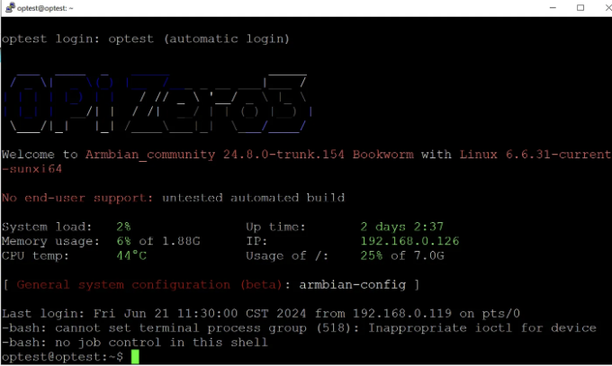 optest@optest: ~
optest login: optest (automatic login)
OPi Zero3
Welcome to Armbian_community 24.8.0-trunk.154 Bookworm with Linux 6.6.31-current
-sunxi64
No end-user support: untested automated build
System load: 2% Up time: 2 days 2:37
Memory usage: 6% of 1.88G IP: 192.168.0.126
CPU temp: 44°C Usage of /: 25% of 7.0G
[ General system configuration (beta): armbian-config ]
Last login: Fri Jun 21 11:30:00 CST 2024 from 192.168.0.119 on pts/0
-bash: cannot set terminal process group (518): Inappropriate ioctl for device
-bash: no job control in this shell
optest@optest:~$